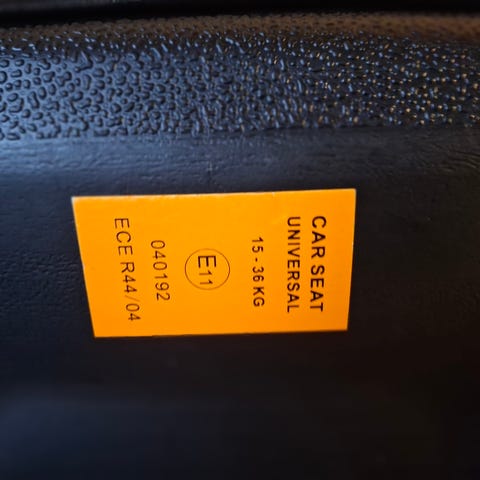 CAR SEAT
UNIVERSAL
15 - 36 KG
E11
040192
ECE R44/04